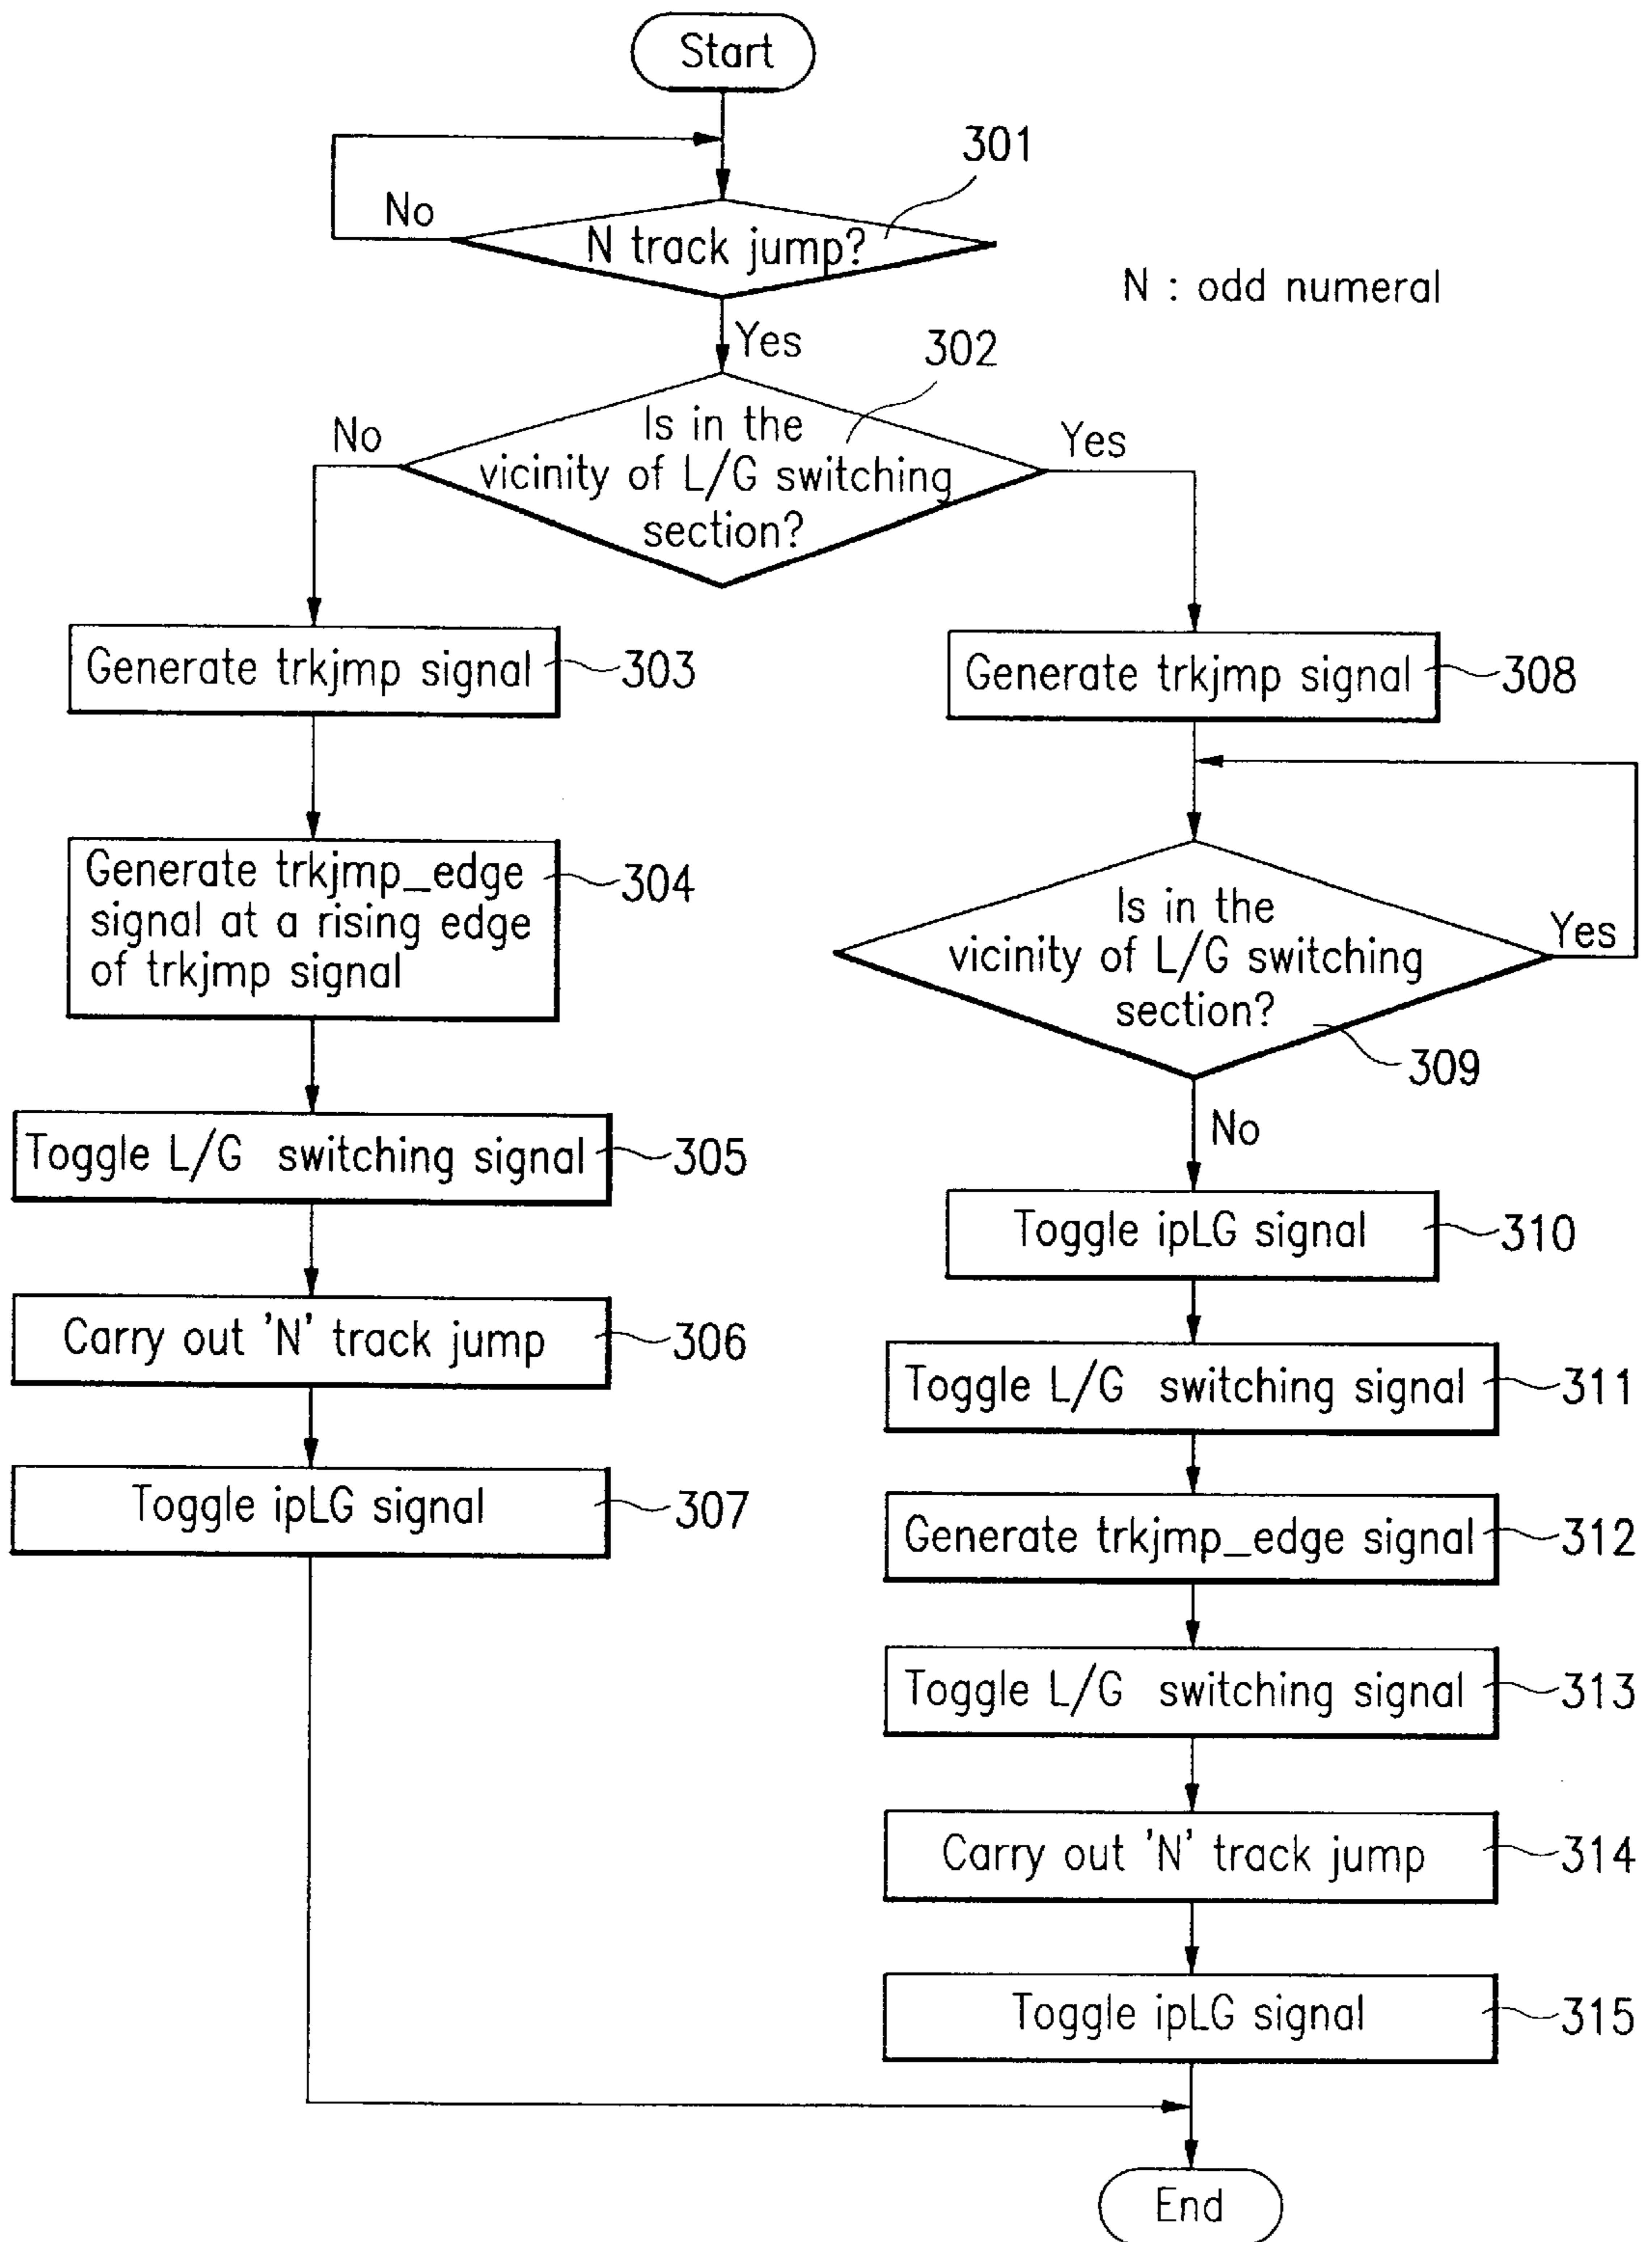 Start
301
No
N track jump?
N : odd numeral
Yes
302
No
Is in the
vicinity of L/G switching
section?
Yes
Generate trkjmp signal
303
Generate trkjmp signal
308
Generate trkjmp_edge
signal at a rising edge
of trkjmp signal
304
Is in the
vicinity of L/G switching
section?
Yes
309
No
Toggle L/G switching signal
305
Toggle ipLG signal
310
Carry out 'N' track jump
306
Toggle L/G switching signal
311
Toggle ipLG signal
307
Generate trkjmp_edge signal
312
Toggle L/G switching signal
313
Carry out 'N' track jump
314
Toggle ipLG signal
315
End